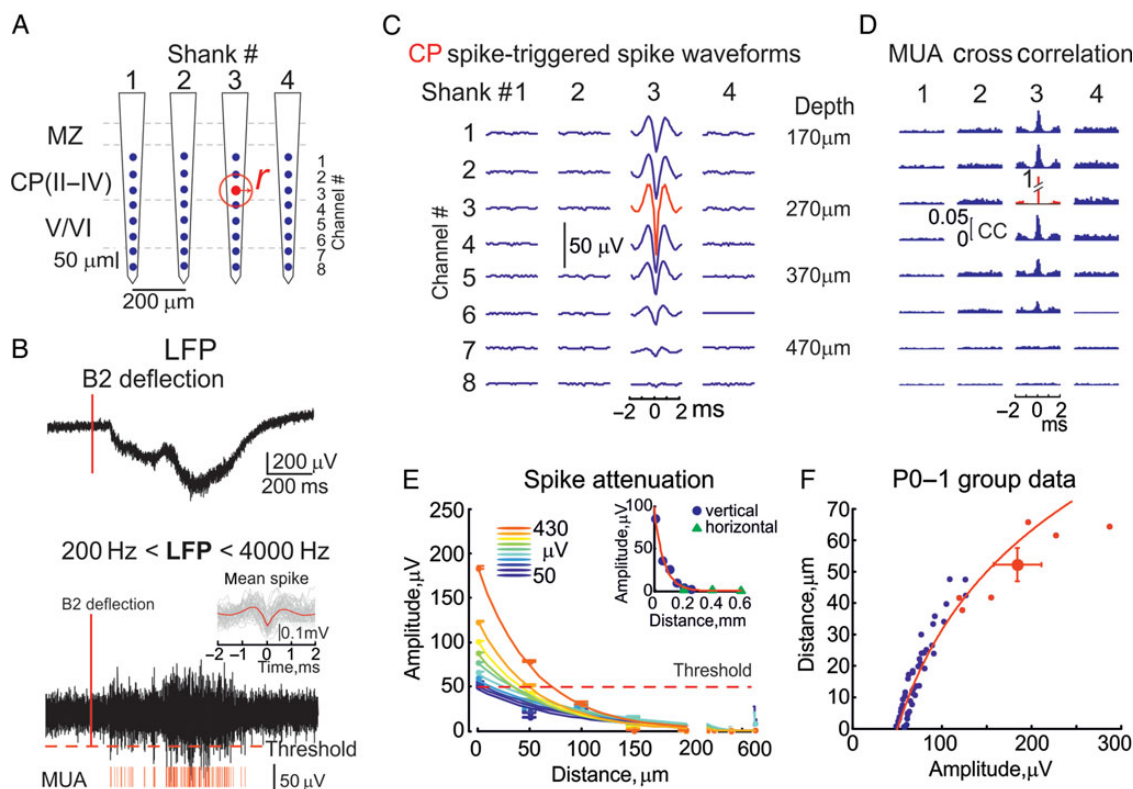 A
Shank #
1 2 3 4
MZ
CP(II–IV)
V/VI
50 µml
r
1
2
3
4
5
6
7
8
Channel #
200 µm
B
LFP
B2 deflection
200 µV
200 ms
200 Hz < LFP < 4000 Hz
B2 deflection
Mean spike
0.1mV
−2 −1 0 1 2
Time,ms
Threshold
MUA
50 µV
C
CP spike-triggered spike waveforms
Shank #1 2 3 4
Channel #
1
2
3
4
5
6
7
8
50 µV
−2 0 2 ms
Depth
170µm
270µm
370µm
470µm
D
MUA cross correlation
1 2 3 4
1
0.05
0
CC
−2 0 2
ms
E
Spike attenuation
250
200
150
100
50
0
Amplitude,µV
430
µV
50
100
50
0
Amplitude,µV
vertical
horizontal
0 0.2 0.4 0.6
Distance,mm
Threshold
0 50 100 150 200 600
Distance, µm
F
P0–1 group data
70
60
50
40
30
20
10
0
Distance,µm
0 100 200 300
Amplitude,µV